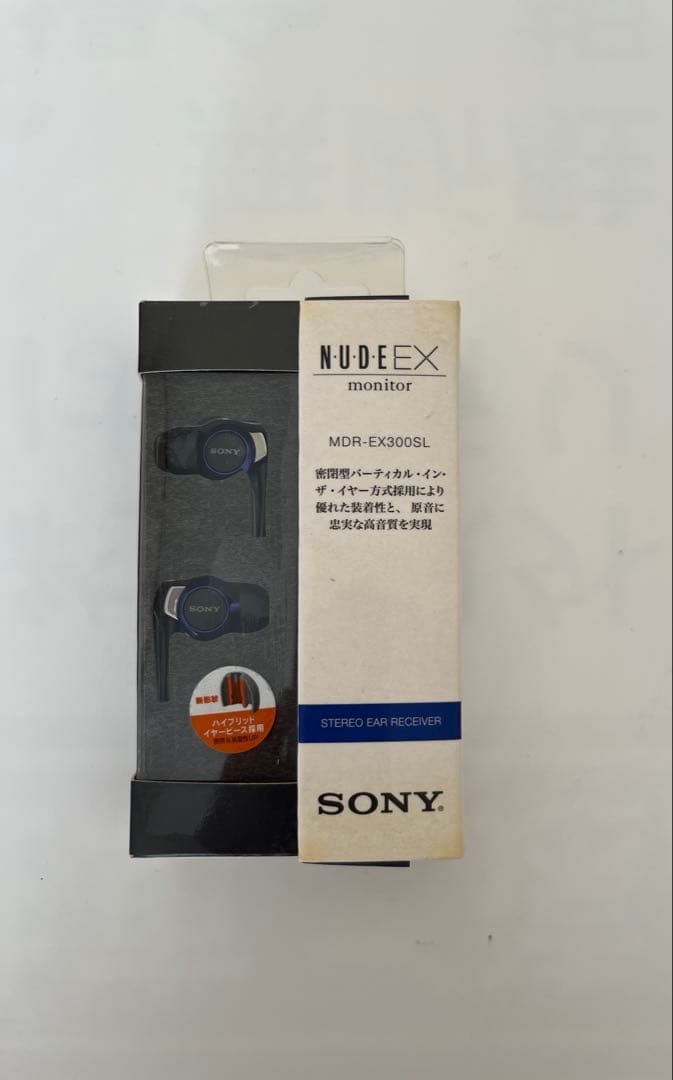 N·U·D·E EX
monitor
MDR-EX300SL
密閉型バーティカル・イン・
ザ・イヤー方式採用により
優れた装着性と、原音に
忠実な高音質を実現
SONY
SONY
新形状
ハイブリッド
イヤーピース採用
STEREO EAR RECEIVER
SONY®